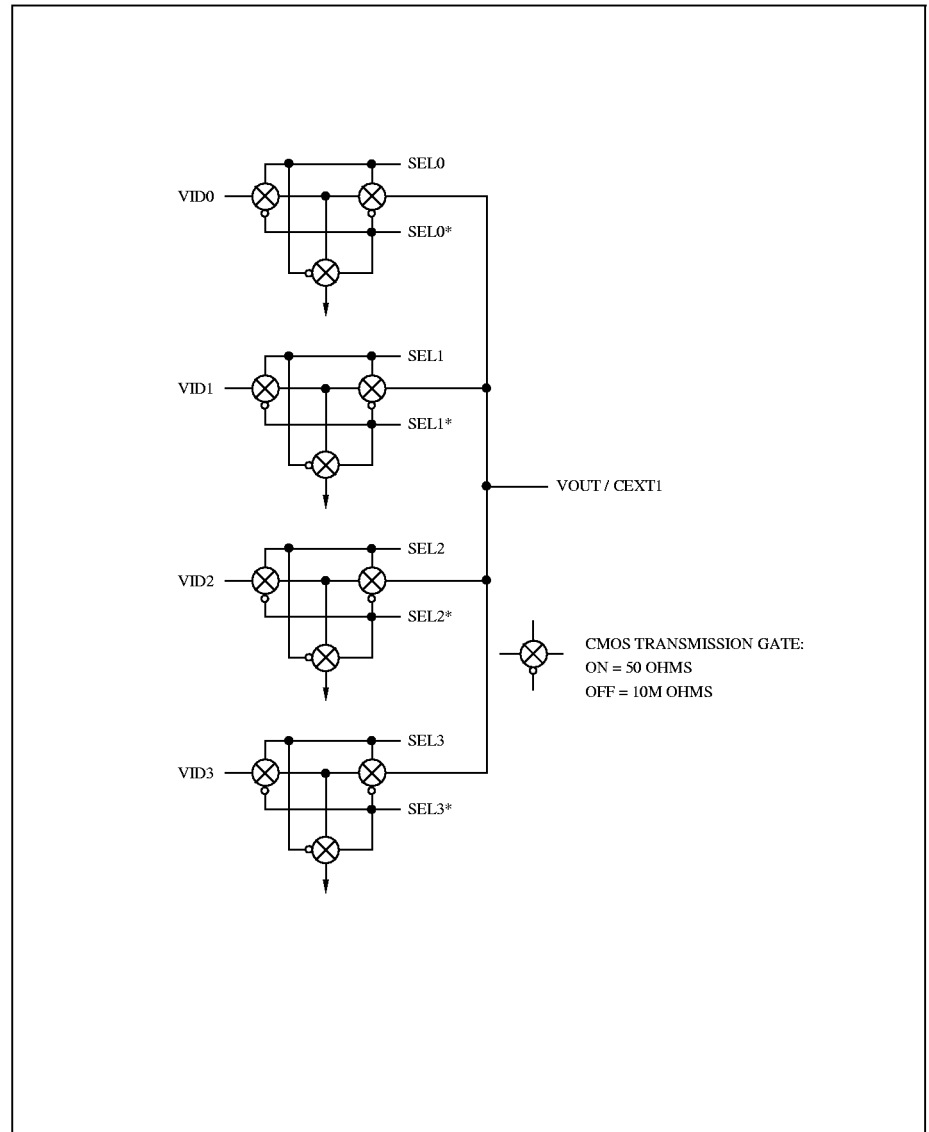 SEL0
VID0
SEL0*
SEL1
VID1
SEL1*
VOUT / CEXT1
SEL2
VID2
SEL2*
CMOS TRANSMISSION GATE:
ON = 50 OHMS
OFF = 10M OHMS
SEL3
VID3
SEL3*